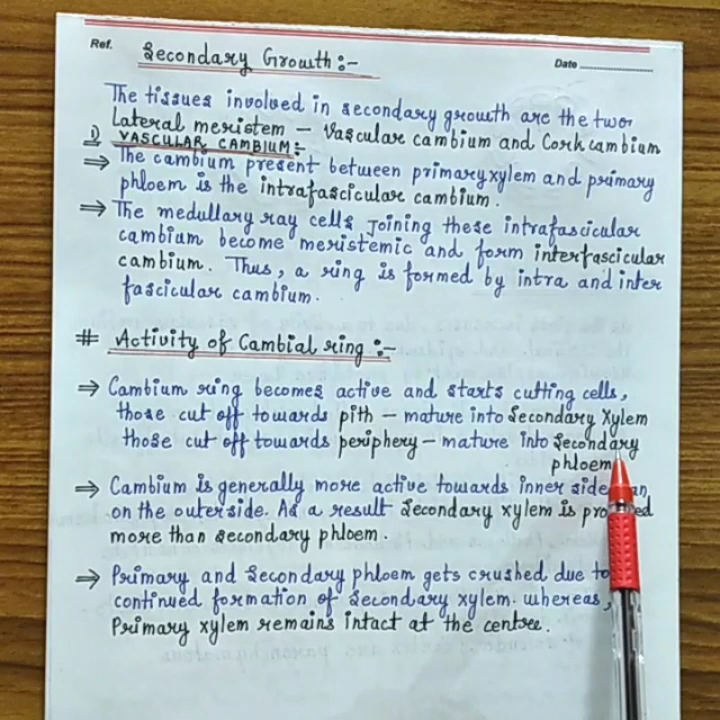 Ref.
Secondary Growth :-
Date
The tissues involved in secondary growth are the two
Lateral meristem - Vascular cambium and Cork cambium
1) VASCULAR CAMBIUM:-
⇒ The cambium present between primary xylem and primary
phloem is the intrafascicular cambium.
⇒ The medullary ray cells Joining these intrafascicular
cambium become meristemic and form interfascicular
cambium. Thus, a ring is formed by intra and inter
fascicular cambium.
# Activity of Cambial ring :-
⇒ Cambium ring becomes active and starts cutting cells,
those cut off towards pith - mature into Secondary Xylem
those cut off towards periphery - mature into Secondary
phloem
⇒ Cambium is generally more active towards inner side
on the outerside. As a result Secondary xylem is
more than secondary phloem.
⇒ Primary and Secondary phloem gets crushed due to
continued formation of Secondary xylem. whereas,
Primary xylem remains intact at the centre.